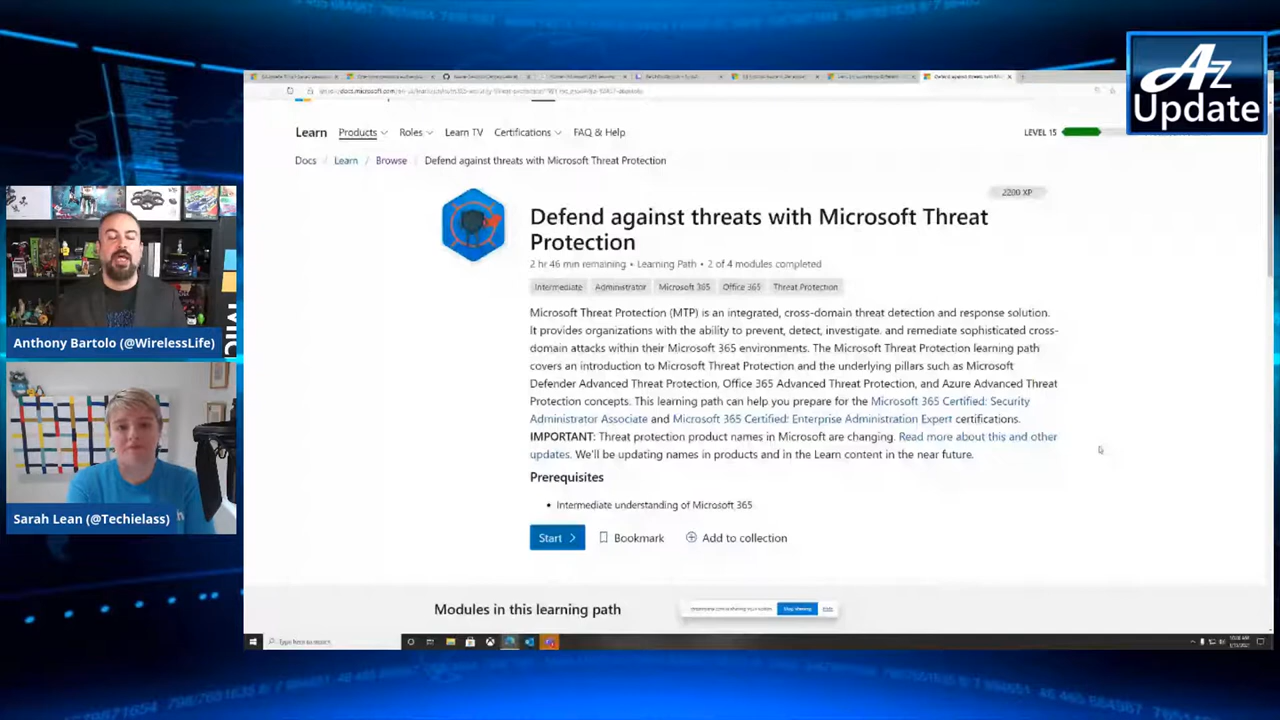 Az
Update
Learn Products Roles Learn TV Certifications FAQ & Help
LEVEL 15
Docs / Learn / Browse / Defend against threats with Microsoft Threat Protection
2200 XP
Defend against threats with Microsoft Threat
Protection
2 hr 46 min remaining • Learning Path • 2 of 4 modules completed
Intermediate Administrator Microsoft 365 Office 365 Threat Protection
Microsoft Threat Protection (MTP) is an integrated, cross-domain threat detection and response solution.
It provides organizations with the ability to prevent, detect, investigate, and remediate sophisticated cross-
domain attacks within their Microsoft 365 environments. The Microsoft Threat Protection learning path
covers an introduction to Microsoft Threat Protection and the underlying pillars such as Microsoft
Defender Advanced Threat Protection, Office 365 Advanced Threat Protection, and Azure Advanced Threat
Protection concepts. This learning path can help you prepare for the Microsoft 365 Certified: Security
Administrator Associate and Microsoft 365 Certified: Enterprise Administration Expert certifications.
IMPORTANT: Threat protection product names in Microsoft are changing. Read more about this and other
updates. We'll be updating names in products and in the Learn content in the near future.
Prerequisites
• Intermediate understanding of Microsoft 365
Start > Bookmark Add to collection
Modules in this learning path
Stop sharing Hide
Type here to search
Anthony Bartolo (@WirelessLife)
Sarah Lean (@Techielass)